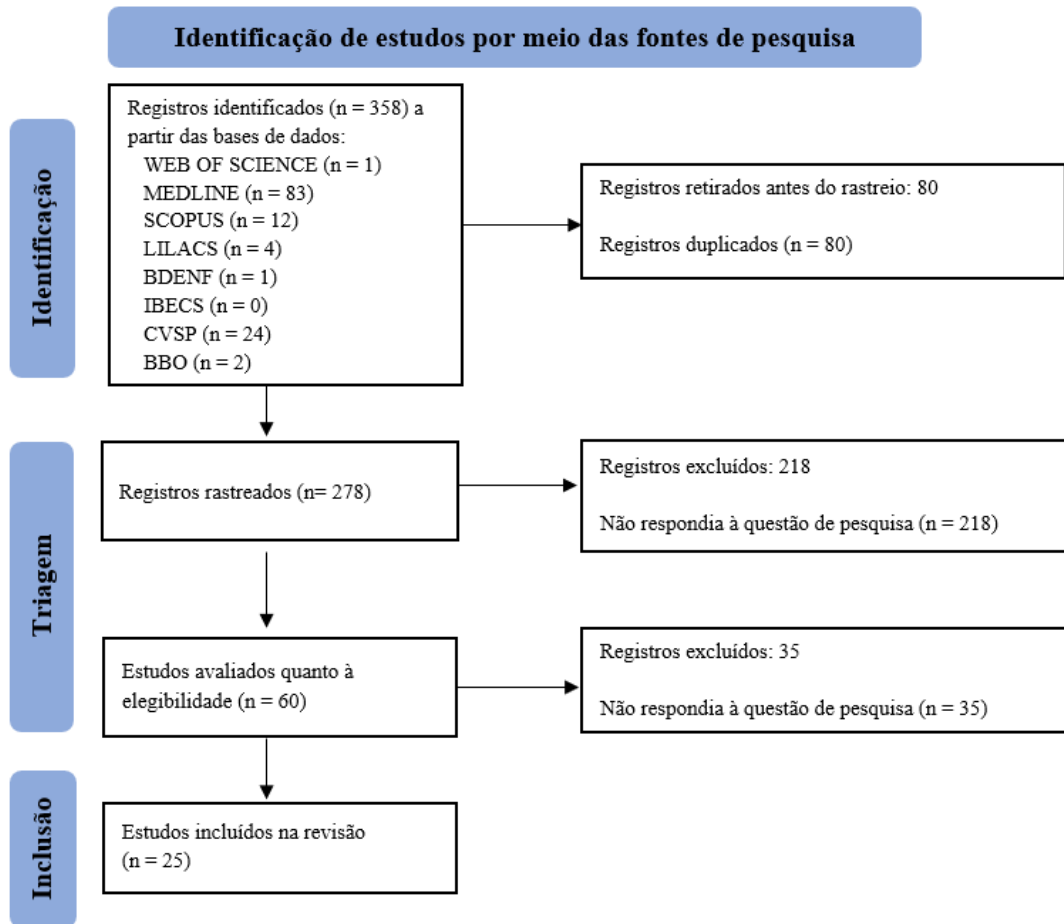 Identificação de estudos por meio das fontes de pesquisa
Identificação
Registros identificados (n = 358) a
partir das bases de dados:
WEB OF SCIENCE (n = 1)
MEDLINE (n = 83)
SCOPUS (n = 12)
LILACS (n = 4)
BDENF (n = 1)
IBECS (n = 0)
CVSP (n = 24)
BBO (n = 2)
Registros retirados antes do rastreio: 80
Registros duplicados (n = 80)
Triagem
Registros rastreados (n= 278)
Registros excluídos: 218
Não respondia à questão de pesquisa (n = 218)
Estudos avaliados quanto à
elegibilidade (n = 60)
Registros excluídos: 35
Não respondia à questão de pesquisa (n = 35)
Inclusão
Estudos incluídos na revisão
(n = 25)